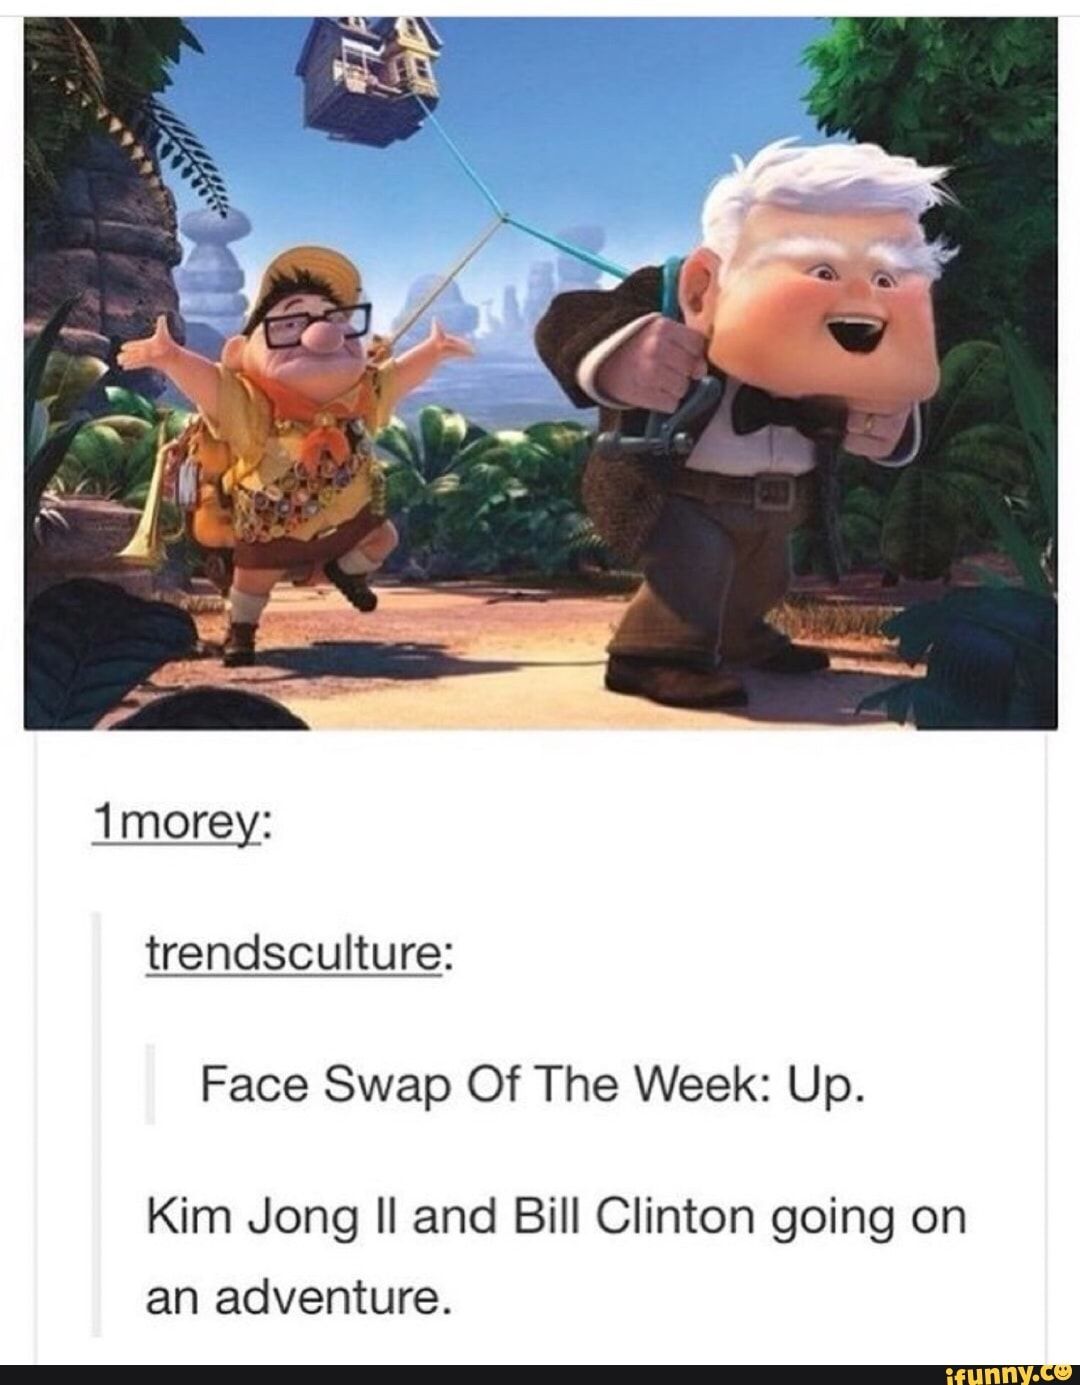 1morey:
trendsculture:
Face Swap Of The Week: Up.
Kim Jong Il and Bill Clinton going on
an adventure.
ifunny.co